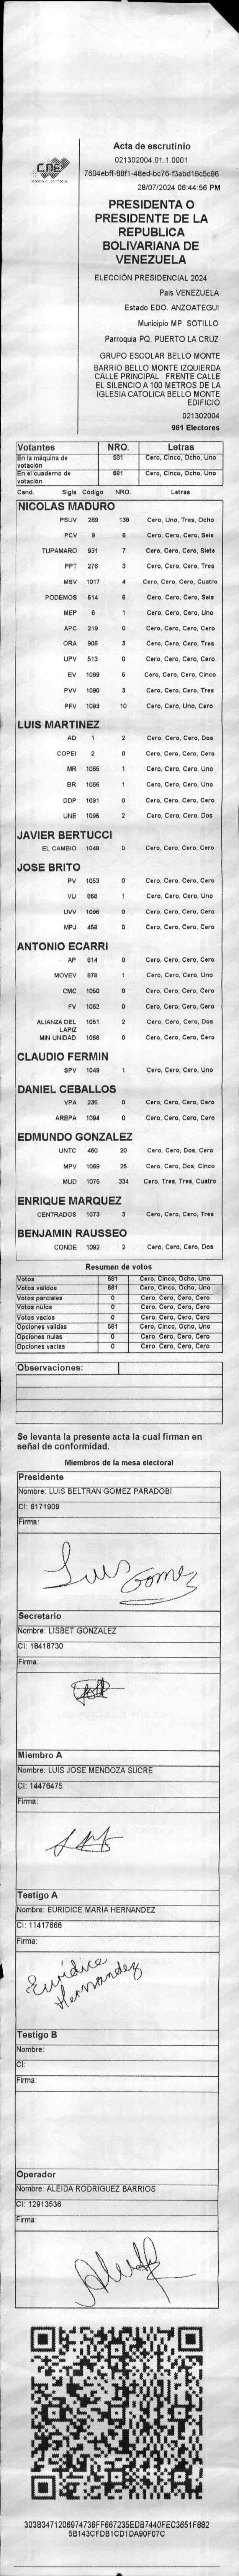 CNE
Acta de escrutinio
021302004.01.1.0001
7604ebff-88f1-48ed-bc76-f3abd19c5c96
28/07/2024 06:44:56 PM
PRESIDENTA O
PRESIDENTE DE LA
REPUBLICA
BOLIVARIANA DE
VENEZUELA
ELECCIÓN PRESIDENCIAL 2024
Pais VENEZUELA
Estado EDO. ANZOATEGUI
Municipio MP. SOTILLO
Parroquia PQ. PUERTO LA CRUZ
GRUPO ESCOLAR BELLO MONTE
BARRIO BELLO MONTE IZQUIERDA
CALLE PRINCIPAL FRENTE CALLE
EL SILENCIO A 100 METROS DE LA
IGLESIA CATOLICA BELLO MONTE
EDIFICIO
021302004
961 Electores
Votantes NRO. Letras
En la máquina de votación 581 Cero, Cinco, Ocho, Uno
En el cuaderno de votación 581 Cero, Cinco, Ocho, Uno
Cand. Sigla Código NRO. Letras
NICOLAS MADURO
PSUV 269 138 Cero, Uno, Tres, Ocho
PCV 9 6 Cero, Cero, Cero, Seis
TUPAMARO 931 7 Cero, Cero, Cero, Siete
PPT 276 3 Cero, Cero, Cero, Tres
MSV 1017 4 Cero, Cero, Cero, Cuatro
PODEMOS 514 6 Cero, Cero, Cero, Seis
MEP 6 1 Cero, Cero, Cero, Uno
APC 219 0 Cero, Cero, Cero, Cero
ORA 906 3 Cero, Cero, Cero, Tres
UPV 513 0 Cero, Cero, Cero, Cero
EV 1089 5 Cero, Cero, Cero, Cinco
PVV 1090 3 Cero, Cero, Cero, Tres
PFV 1093 10 Cero, Cero, Uno, Cero
LUIS MARTINEZ
AD 1 2 Cero, Cero, Cero, Dos
COPEI 2 0 Cero, Cero, Cero, Cero
MR 1065 1 Cero, Cero, Cero, Uno
BR 1066 1 Cero, Cero, Cero, Uno
DDP 1091 0 Cero, Cero, Cero, Cero
UNE 1095 2 Cero, Cero, Cero, Dos
JAVIER BERTUCCI
EL CAMBIO 1048 0 Cero, Cero, Cero, Cero
JOSE BRITO
PV 1053 0 Cero, Cero, Cero, Cero
VU 868 1 Cero, Cero, Cero, Uno
UVV 1096 0 Cero, Cero, Cero, Cero
MPJ 458 0 Cero, Cero, Cero, Cero
ANTONIO ECARRI
AP 814 0 Cero, Cero, Cero, Cero
MOVEV 878 1 Cero, Cero, Cero, Uno
CMC 1050 0 Cero, Cero, Cero, Cero
FV 1062 0 Cero, Cero, Cero, Cero
ALIANZA DEL LAPIZ 1051 2 Cero, Cero, Cero, Dos
MIN UNIDAD 1068 0 Cero, Cero, Cero, Cero
CLAUDIO FERMIN
SPV 1049 1 Cero, Cero, Cero, Uno
DANIEL CEBALLOS
VPA 236 0 Cero, Cero, Cero, Cero
AREPA 1094 0 Cero, Cero, Cero, Cero
EDMUNDO GONZALEZ
UNTC 460 20 Cero, Cero, Dos, Cero
MPV 1069 25 Cero, Cero, Dos, Cinco
MUD 1075 334 Cero, Tres, Tres, Cuatro
ENRIQUE MARQUEZ
CENTRADOS 1073 3 Cero, Cero, Cero, Tres
BENJAMIN RAUSSEO
CONDE 1092 2 Cero, Cero, Cero, Dos
Resumen de votos
Votos 581 Cero, Cinco, Ocho, Uno
Votos validos 581 Cero, Cinco, Ocho, Uno
Votos parciales 0 Cero, Cero, Cero, Cero
Votos nulos 0 Cero, Cero, Cero, Cero
Votos vacios 0 Cero, Cero, Cero, Cero
Opciones validas 581 Cero, Cinco, Ocho, Uno
Opciones nulas 0 Cero, Cero, Cero, Cero
Opciones vacias 0 Cero, Cero, Cero, Cero
Observaciones:
Se levanta la presente acta la cual firman en
señal de conformidad.
Miembros de la mesa electoral
Presidente
Nombre: LUIS BELTRAN GOMEZ PARADOBI
CI: 6171909
Firma:
Luis Gomez
Secretario
Nombre: LISBET GONZALEZ
CI: 18418730
Firma:
Miembro A
Nombre: LUIS JOSE MENDOZA SUCRE
CI: 14476475
Firma:
Testigo A
Nombre: EURIDICE MARIA HERNANDEZ
CI: 11417666
Firma:
Euridice
Hernandez
Testigo B
Nombre:
CI:
Firma:
Operador
Nombre: ALEIDA RODRIGUEZ BARRIOS
CI: 12913536
Firma:
303B3471206974736FF667235EDB7440FEC3651F882
5B143CFDB1CD1DA90F07C